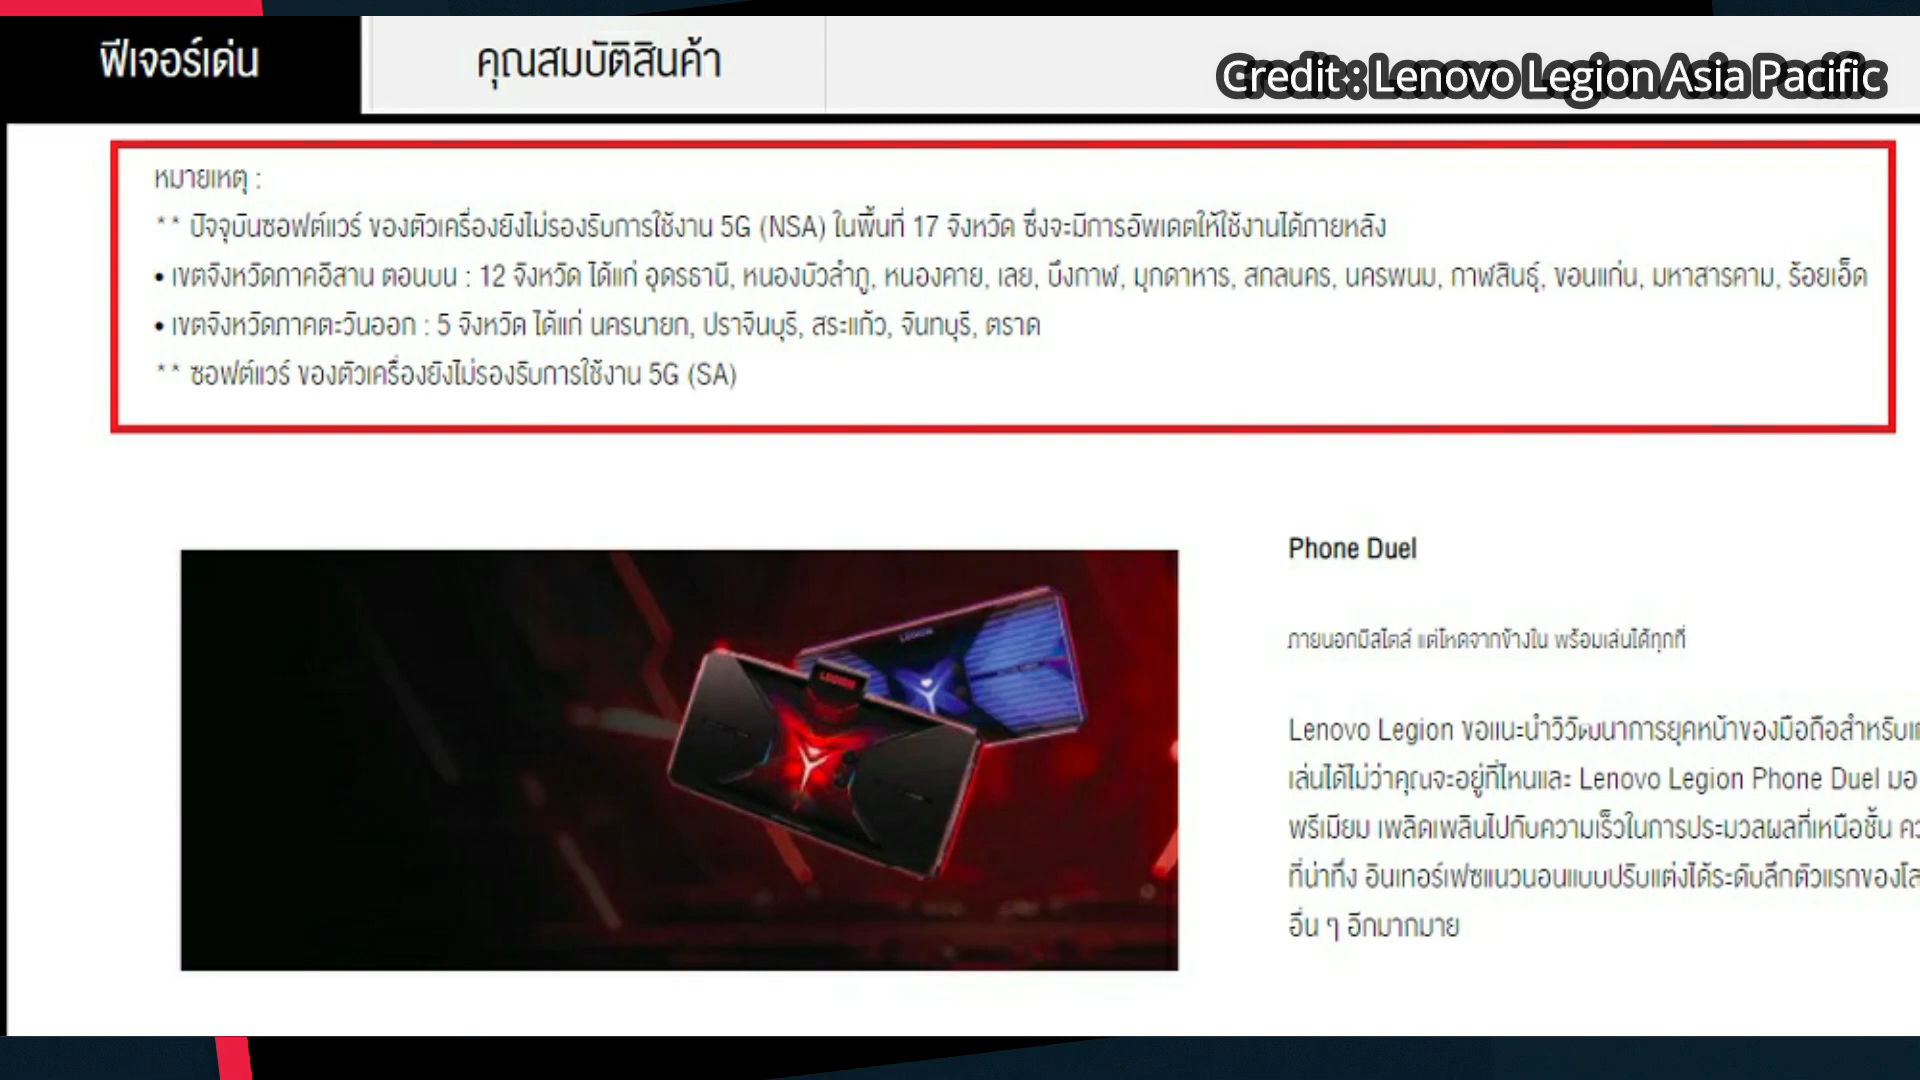 ฟีเจอร์เด่น
คุณสมบัติสินค้า
Credit : Lenovo Legion Asia Pacific
หมายเหตุ :
** ปัจจุบันซอฟต์แวร์ ของตัวเครื่องยังไม่รองรับการใช้งาน 5G (NSA) ในพื้นที่ 17 จังหวัด ซึ่งจะมีการอัพเดตให้ใช้งานได้ภายหลัง
• เขตจังหวัดภาคอีสาน ตอนบน : 12 จังหวัด ได้แก่ อุดรธานี, หนองบัวลำภู, หนองคาย, เลย, บึงกาฬ, มุกดาหาร, สกลนคร, นครพนม, กาฬสินธุ์, ขอนแก่น, มหาสารคาม, ร้อยเอ็ด
• เขตจังหวัดภาคตะวันออก : 5 จังหวัด ได้แก่ นครนายก, ปราจีนบุรี, สระแก้ว, จันทบุรี, ตราด
** ซอฟต์แวร์ ของตัวเครื่องยังไม่รองรับการใช้งาน 5G (SA)
LEGION
LEGION
Phone Duel
ภายนอกมีสไตล์ แต่โหดจากข้างใน พร้อมเล่นได้ทุกที่
Lenovo Legion ขอแนะนำวิวัฒนาการยุคหน้าของมือถือสำหรับ
เล่นได้ไม่ว่าคุณจะอยู่ที่ไหนและ Lenovo Legion Phone Duel มอ
พรีเมียม เพลิดเพลินไปกับความเร็วในการประมวลผลที่เหนือชั้น
ที่น่าทึ่ง อินเทอร์เฟซแนวนอนแบบปรับแต่งได้ระดับลึกตัวแรกของ
อื่น ๆ อีกมากมาย